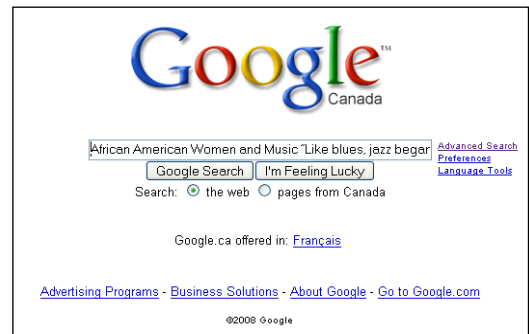 Google™
Canada
African American Women and Music "Like blues, jazz began
Advanced Search
Preferences
Language Tools
Google Search I'm Feeling Lucky
Search: the web pages from Canada
Google.ca offered in: Français
Advertising Programs - Business Solutions - About Google - Go to Google.com
©2008 Google